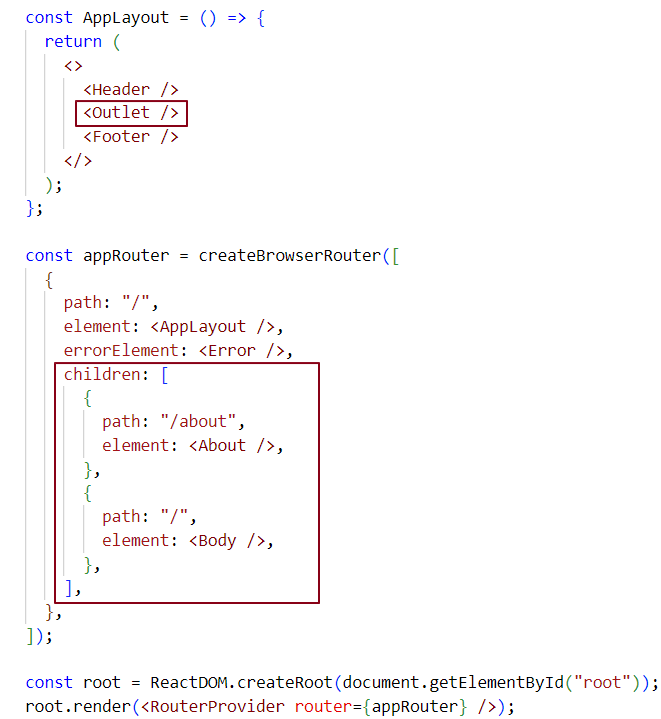 const AppLayout = () => {
  return (
    <>
      <Header />
      <Outlet />
      <Footer />
    </>
  );
};

const appRouter = createBrowserRouter([
  {
    path: "/",
    element: <AppLayout />,
    errorElement: <Error />,
    children: [
      {
        path: "/about",
        element: <About />,
      },
      {
        path: "/",
        element: <Body />,
      },
    ],
  },
]);

const root = ReactDOM.createRoot(document.getElementById("root"));
root.render(<RouterProvider router={appRouter} />);